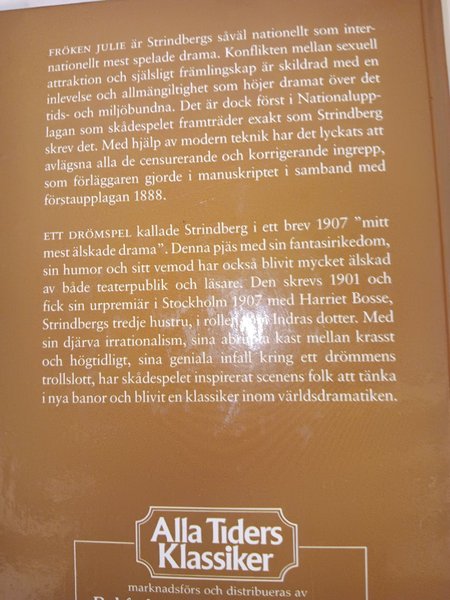 FRÖKEN JULIE är Strindbergs såväl nationellt som inter-
nationellt mest spelade drama. Konflikten mellan sexuell
attraktion och själsligt främlingskap är skildrad med en
inlevelse och allmängiltighet som höjer dramat över det
tids- och miljöbundna. Det är dock först i Nationalupp-
lagan som skådespelet framträder exakt som Strindberg
skrev det. Med hjälp av modern teknik har det lyckats att
avlägsna alla de censurerande och korrigerande ingrepp,
som förläggaren gjorde i manuskriptet i samband med
förstaupplagan 1888.
ETT DRÖMSPEL kallade Strindberg i ett brev 1907 ”mitt
mest älskade drama”. Denna pjäs med sin fantasirikedom,
sin humor och sitt vemod har också blivit mycket älskad
av både teaterpublik och läsare. Den skrevs 1901 och
fick sin urpremiär i Stockholm 1907 med Harriet Bosse,
Strindbergs tredje hustru, i rollen som Indras dotter. Med
sin djärva irrationalism, sina abrupta kast mellan krasst
och högtidligt, sina geniala infall kring ett drömmens
trollslott, har skådespelet inspirerat scenens folk att tänka
i nya banor och blivit en klassiker inom världsdramatiken.
Alla Tiders
Klassiker
marknadsförs och distribueras av